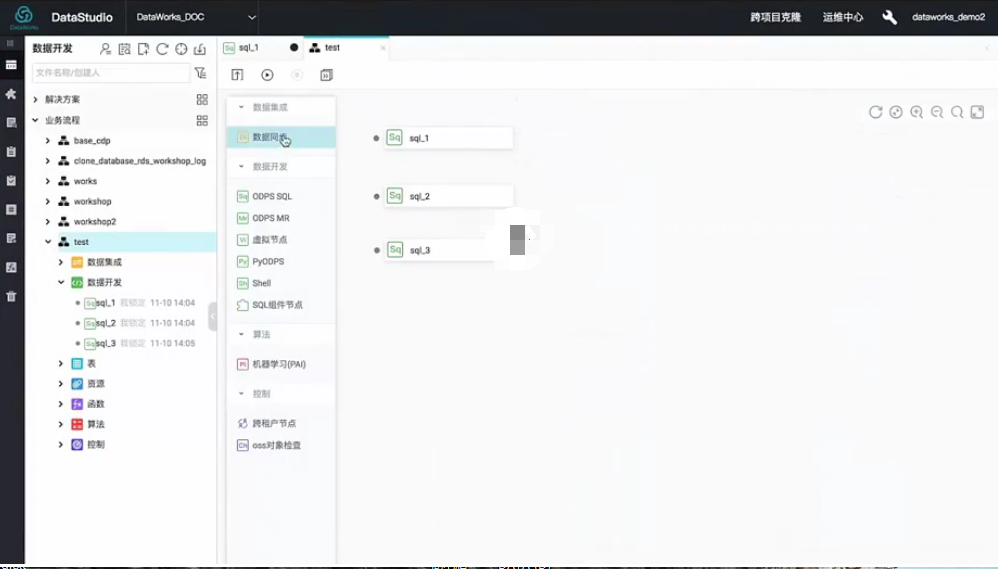 DataStudio
DataWorks_DOC
跨项目克隆
运维中心
dataworks_demo2
数据开发
文件名称/创建人
解决方案
业务流程
base_cdp
clone_database_rds_workshop_log
works
workshop
workshop2
test
数据集成
数据开发
Sq sql_1 我锁定 11-10 14:04
Sq sql_2 我锁定 11-10 14:04
Sq sql_3 我锁定 11-10 14:05
表
资源
函数
算法
控制
Sq sql_1
test
数据集成
数据同步
数据开发
Sq ODPS SQL
Mr ODPS MR
Vi 虚拟节点
Py PyODPS
Sh Shell
SQL组件节点
算法
PI 机器学习(PAI)
控制
跨租户节点
CH oss对象检查
Sq sql_1
Sq sql_2
Sq sql_3